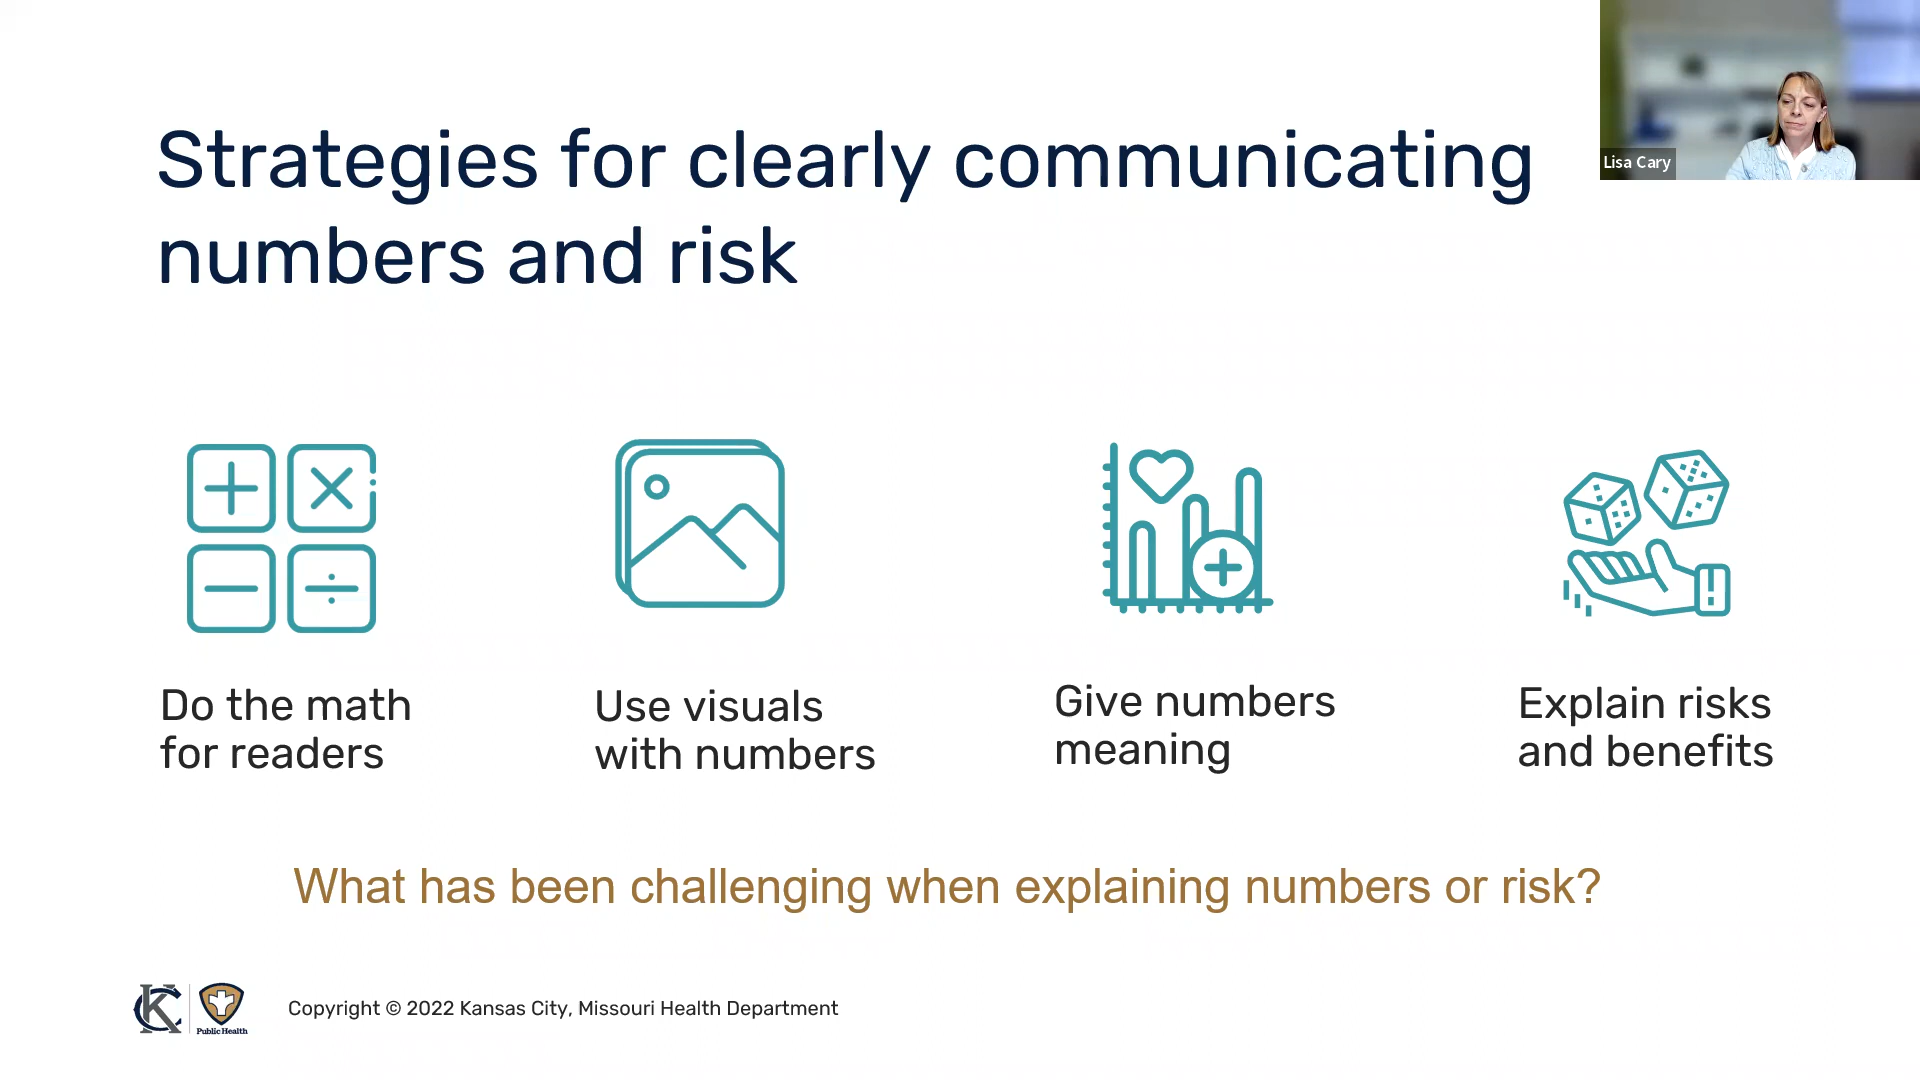 Lisa Cary
Strategies for clearly communicating
numbers and risk
Do the math
for readers
Use visuals
with numbers
Give numbers
meaning
Explain risks
and benefits
What has been challenging when explaining numbers or risk?
KC
Public Health
Copyright © 2022 Kansas City, Missouri Health Department